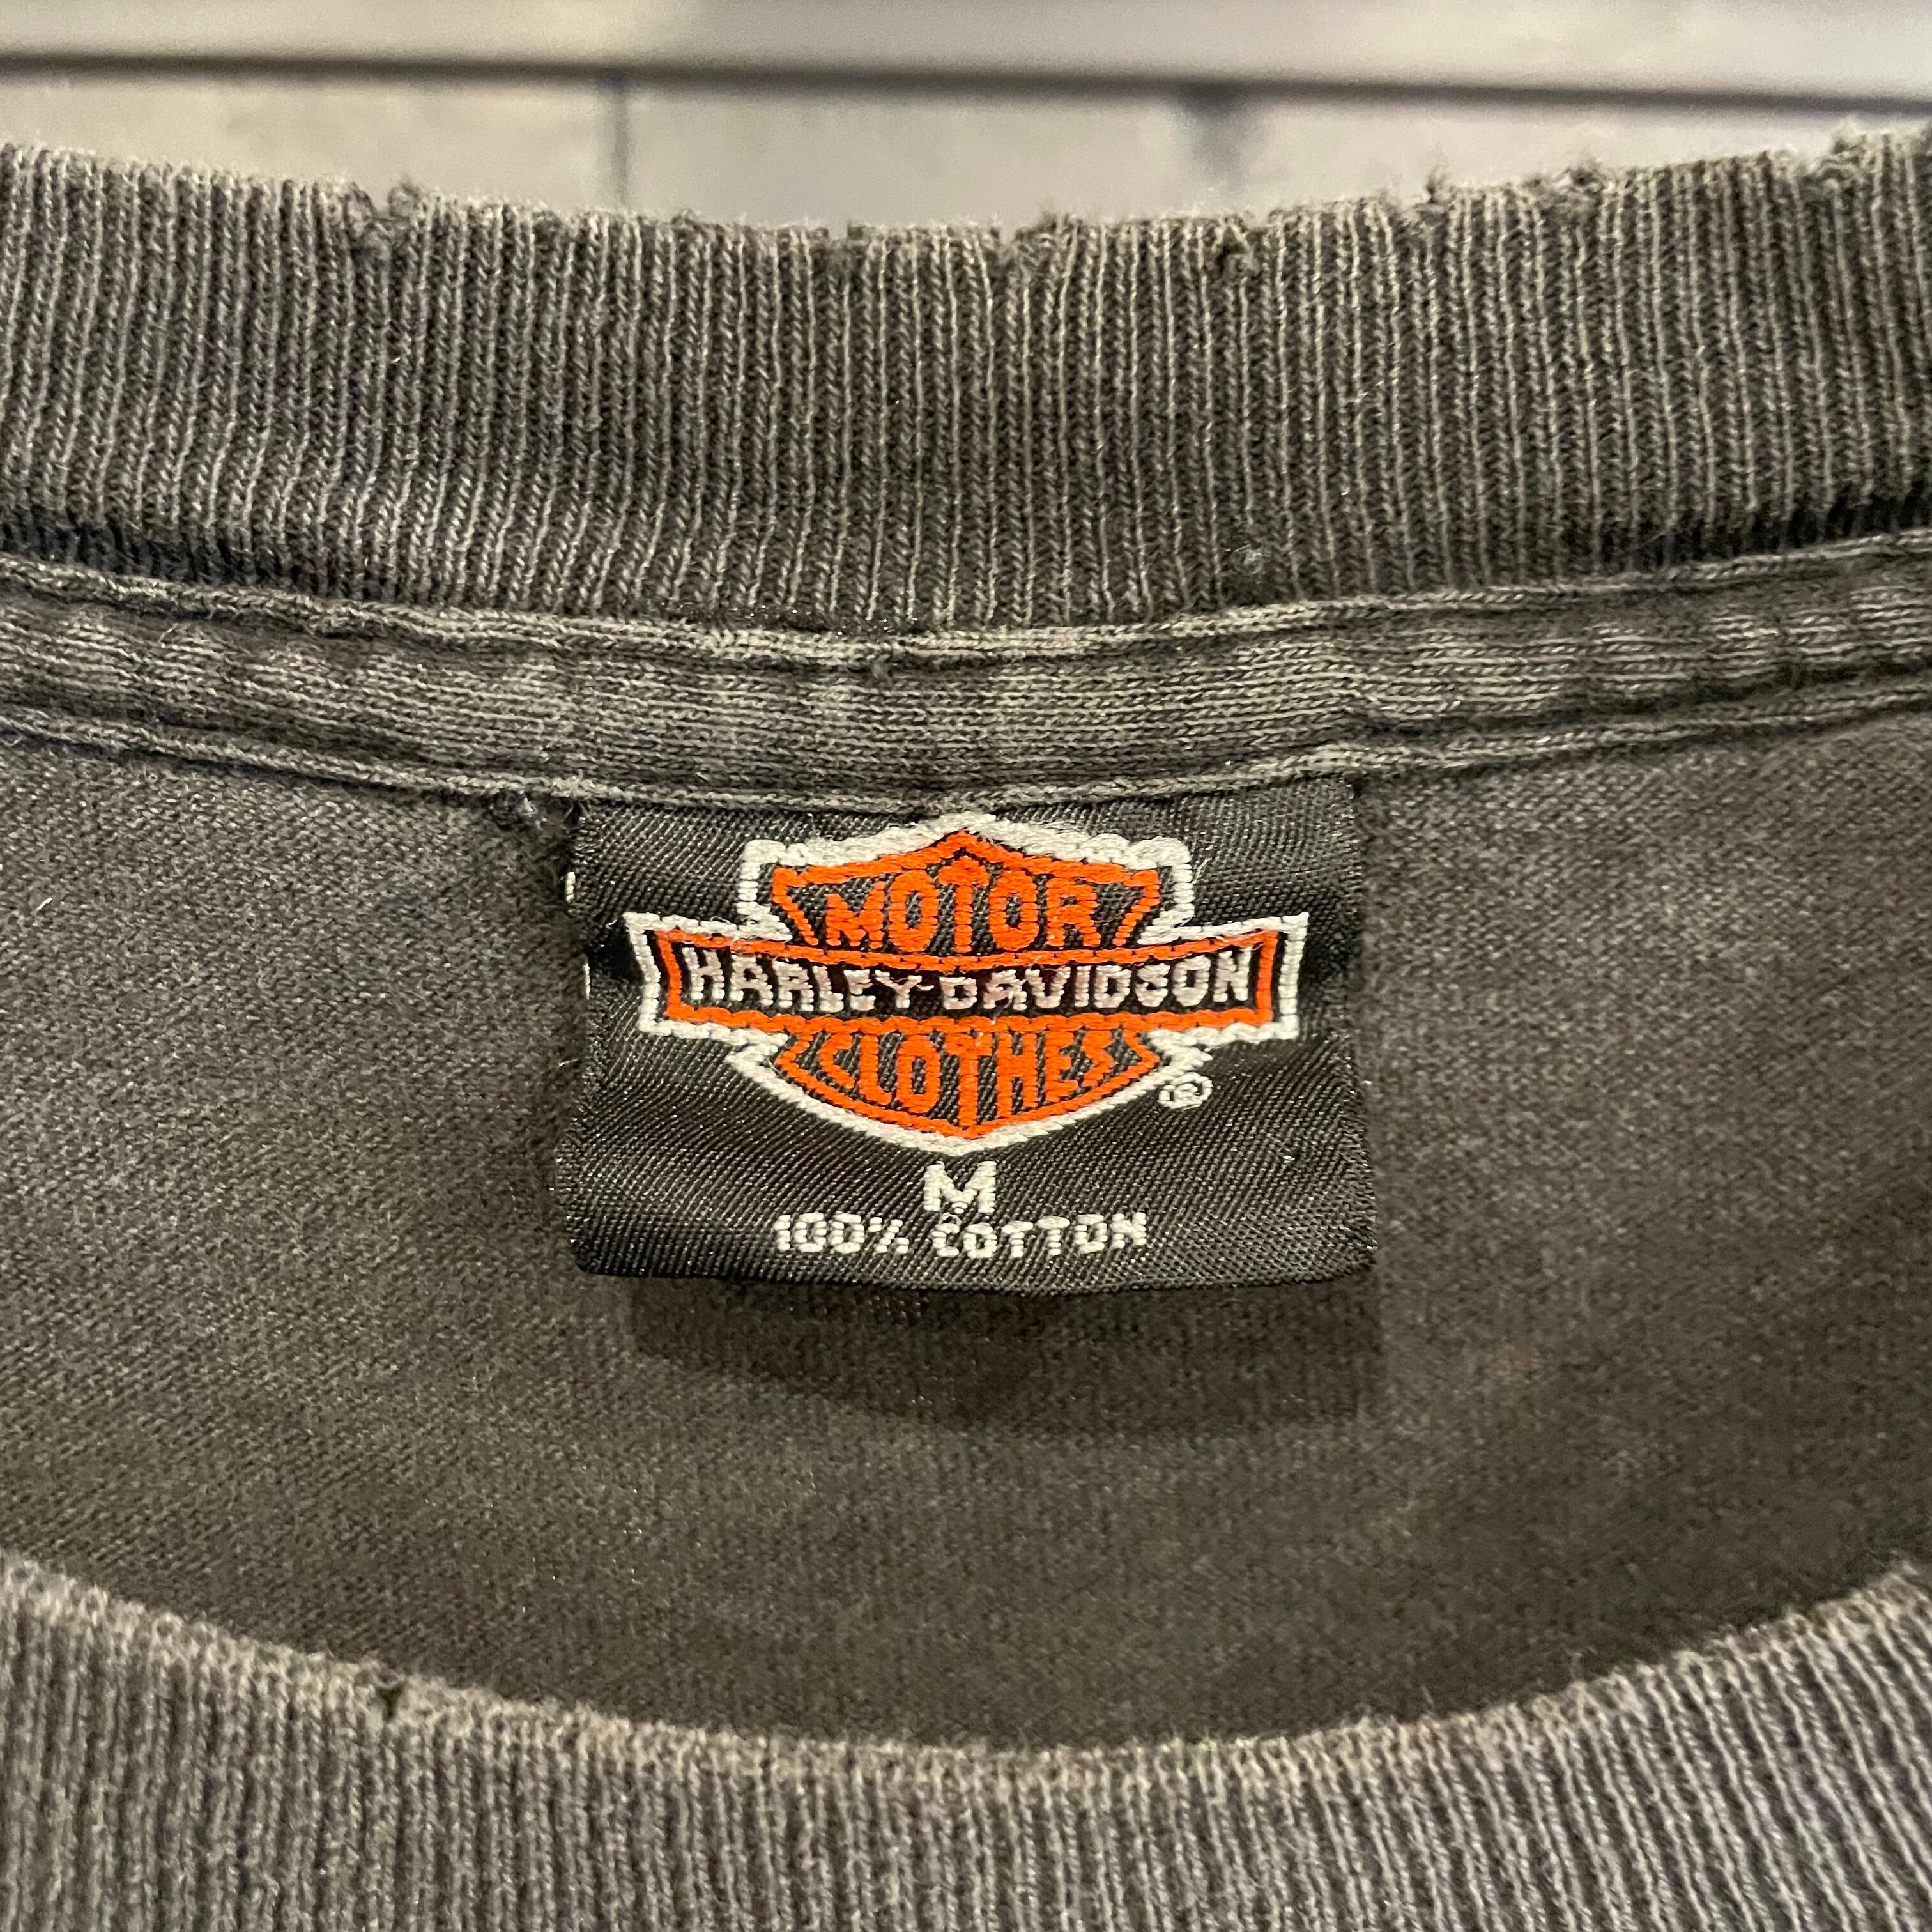 MOTOR
HARLEY-DAVIDSON
CLOTHES
®
M
100% COTTON